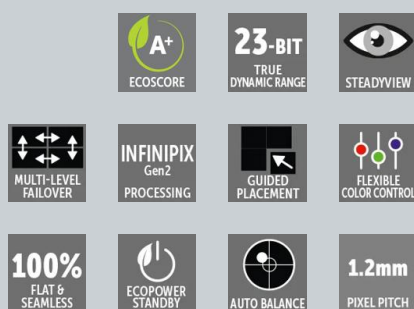 A+
ECOSCORE
23-BIT
TRUE
DYNAMIC RANGE
STEADYVIEW
MULTI-LEVEL
FAILOVER
INFINIPIX
Gen2
PROCESSING
GUIDED
PLACEMENT
FLEXIBLE
COLOR CONTROL
100%
FLAT &
SEAMLESS
ECOPOWER
STANDBY
AUTO BALANCE
1.2mm
PIXEL PITCH